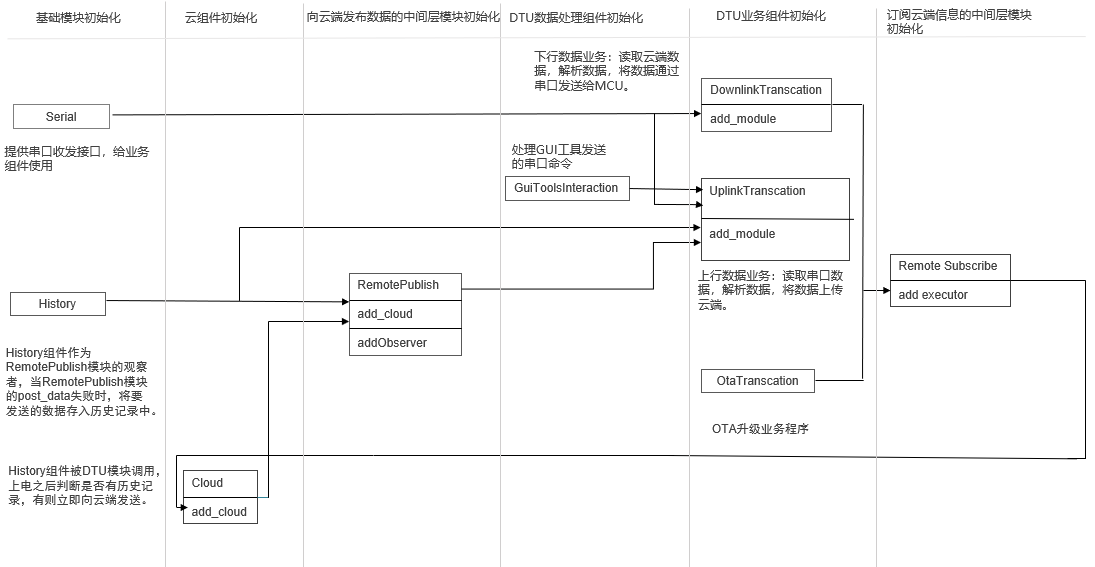 基础模块初始化
云组件初始化
向云端发布数据的中间层模块初始化
DTU数据处理组件初始化
DTU业务组件初始化
订阅云端信息的中间层模块
初始化
下行数据业务：读取云端数
据，解析数据，将数据通过
串口发送给MCU。
DownlinkTranscation
add_module
Serial
提供串口收发接口，给业务
组件使用
处理GUI工具发送
的串口命令
GuiToolsInteraction
UplinkTranscation
add_module
上行数据业务：读取串口数
据，解析数据，将数据上传
云端。
Remote Subscribe
add executor
History
RemotePublish
add_cloud
addObserver
History组件作为
RemotePublish模块的观察
者，当RemotePublish模块
的post_data失败时，将要
发送的数据存入历史记录中。
OtaTranscation
OTA升级业务程序
History组件被DTU模块调用，
上电之后判断是否有历史记
录，有则立即向云端发送。
Cloud
add_cloud